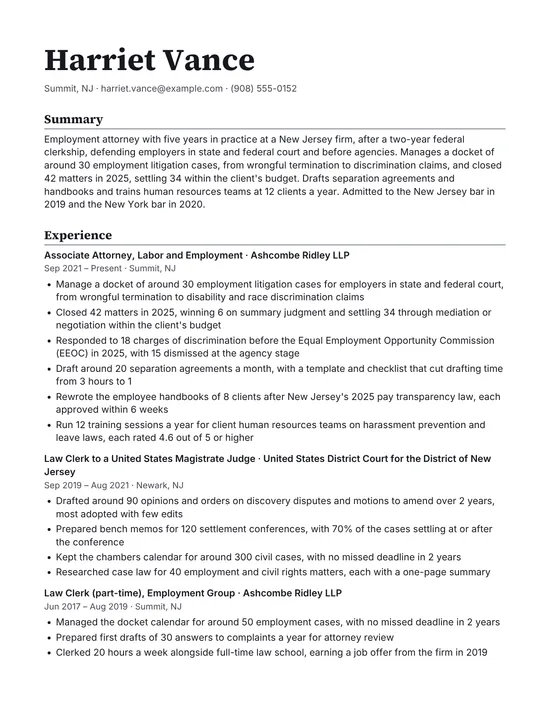 Harriet Vance
Summit, NJ · harriet.vance@example.com · (908) 555-0152
Summary
Employment attorney with five years in practice at a New Jersey firm, after a two-year federal
clerkship, defending employers in state and federal court and before agencies. Manages a docket of
around 30 employment litigation cases, from wrongful termination to discrimination claims, and closed
42 matters in 2025, settling 34 within the client's budget. Drafts separation agreements and
handbooks and trains human resources teams at 12 clients a year. Admitted to the New Jersey bar in
2019 and the New York bar in 2020.
Experience
Associate Attorney, Labor and Employment · Ashcombe Ridley LLP
Sep 2021 – Present · Summit, NJ
• Manage a docket of around 30 employment litigation cases for employers in state and federal court,
from wrongful termination to disability and race discrimination claims
• Closed 42 matters in 2025, winning 6 on summary judgment and settling 34 through mediation or
negotiation within the client's budget
• Responded to 18 charges of discrimination before the Equal Employment Opportunity Commission
(EEOC) in 2025, with 15 dismissed at the agency stage
• Draft around 20 separation agreements a month, with a template and checklist that cut drafting time
from 3 hours to 1
• Rewrote the employee handbooks of 8 clients after New Jersey's 2025 pay transparency law, each
approved within 6 weeks
• Run 12 training sessions a year for client human resources teams on harassment prevention and
leave laws, each rated 4.6 out of 5 or higher
Law Clerk to a United States Magistrate Judge · United States District Court for the District of New
Jersey
Sep 2019 – Aug 2021 · Newark, NJ
• Drafted around 90 opinions and orders on discovery disputes and motions to amend over 2 years,
most adopted with few edits
• Prepared bench memos for 120 settlement conferences, with 70% of the cases settling at or after
the conference
• Kept the chambers calendar for around 300 civil cases, with no missed deadline in 2 years
• Researched case law for 40 employment and civil rights matters, each with a one-page summary
Law Clerk (part-time), Employment Group · Ashcombe Ridley LLP
Jun 2017 – Aug 2019 · Summit, NJ
• Managed the docket calendar for around 50 employment cases, with no missed deadline in 2 years
• Prepared first drafts of 30 answers to complaints a year for attorney review
• Clerked 20 hours a week alongside full-time law school, earning a job offer from the firm in 2019